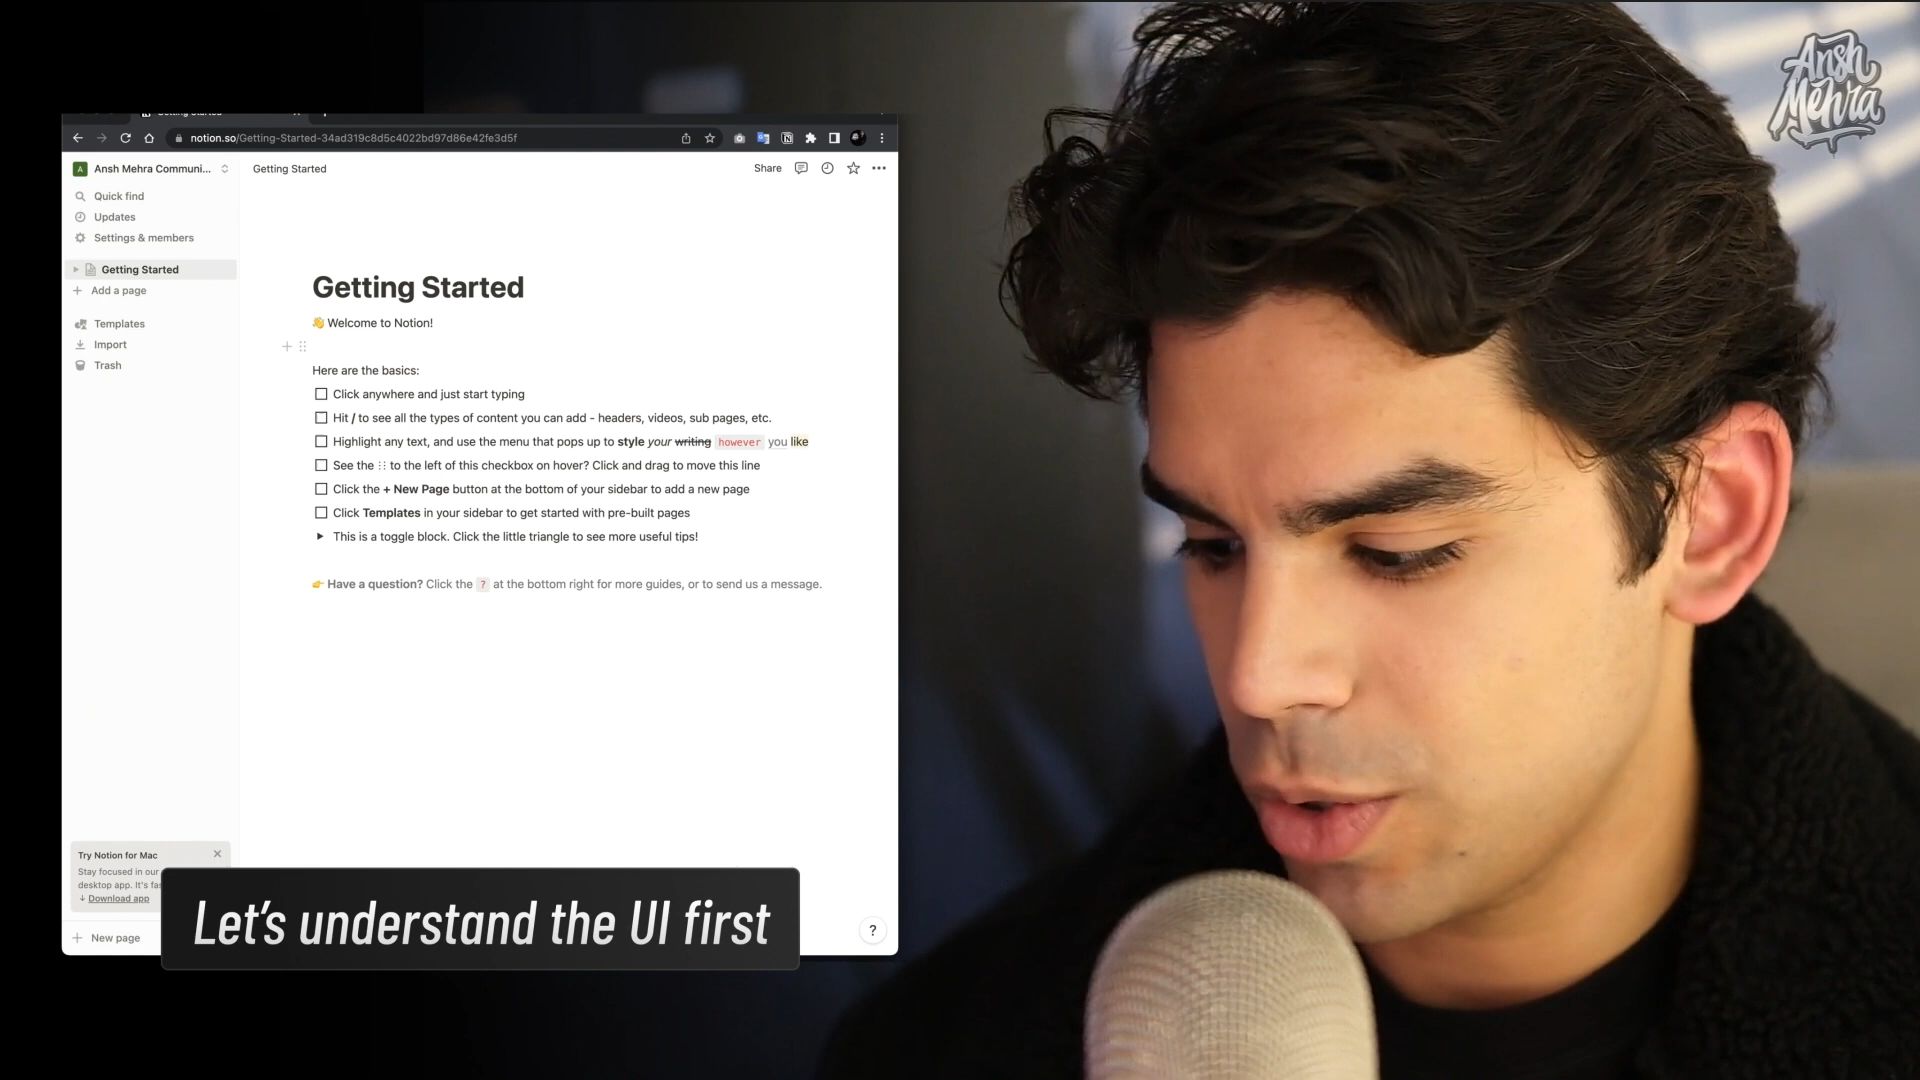 Ansh
Mehra
Getting Started
notion.so/Getting-Started-34ad319c8d5c4022bd97d86e42fe3d5f
A Ansh Mehra Communi...
Getting Started
Share
Quick find
Updates
Settings & members
Getting Started
Add a page
Templates
Import
Trash
Getting Started
👋 Welcome to Notion!
Here are the basics:
Click anywhere and just start typing
Hit / to see all the types of content you can add - headers, videos, sub pages, etc.
Highlight any text, and use the menu that pops up to style your writing however you like
See the ⋮⋮ to the left of this checkbox on hover? Click and drag to move this line
Click the + New Page button at the bottom of your sidebar to add a new page
Click Templates in your sidebar to get started with pre-built pages
This is a toggle block. Click the little triangle to see more useful tips!
👉 Have a question? Click the ? at the bottom right for more guides, or to send us a message.
Try Notion for Mac
Stay focused in our
desktop app. It's
Download app
New page
Let's understand the UI first
?